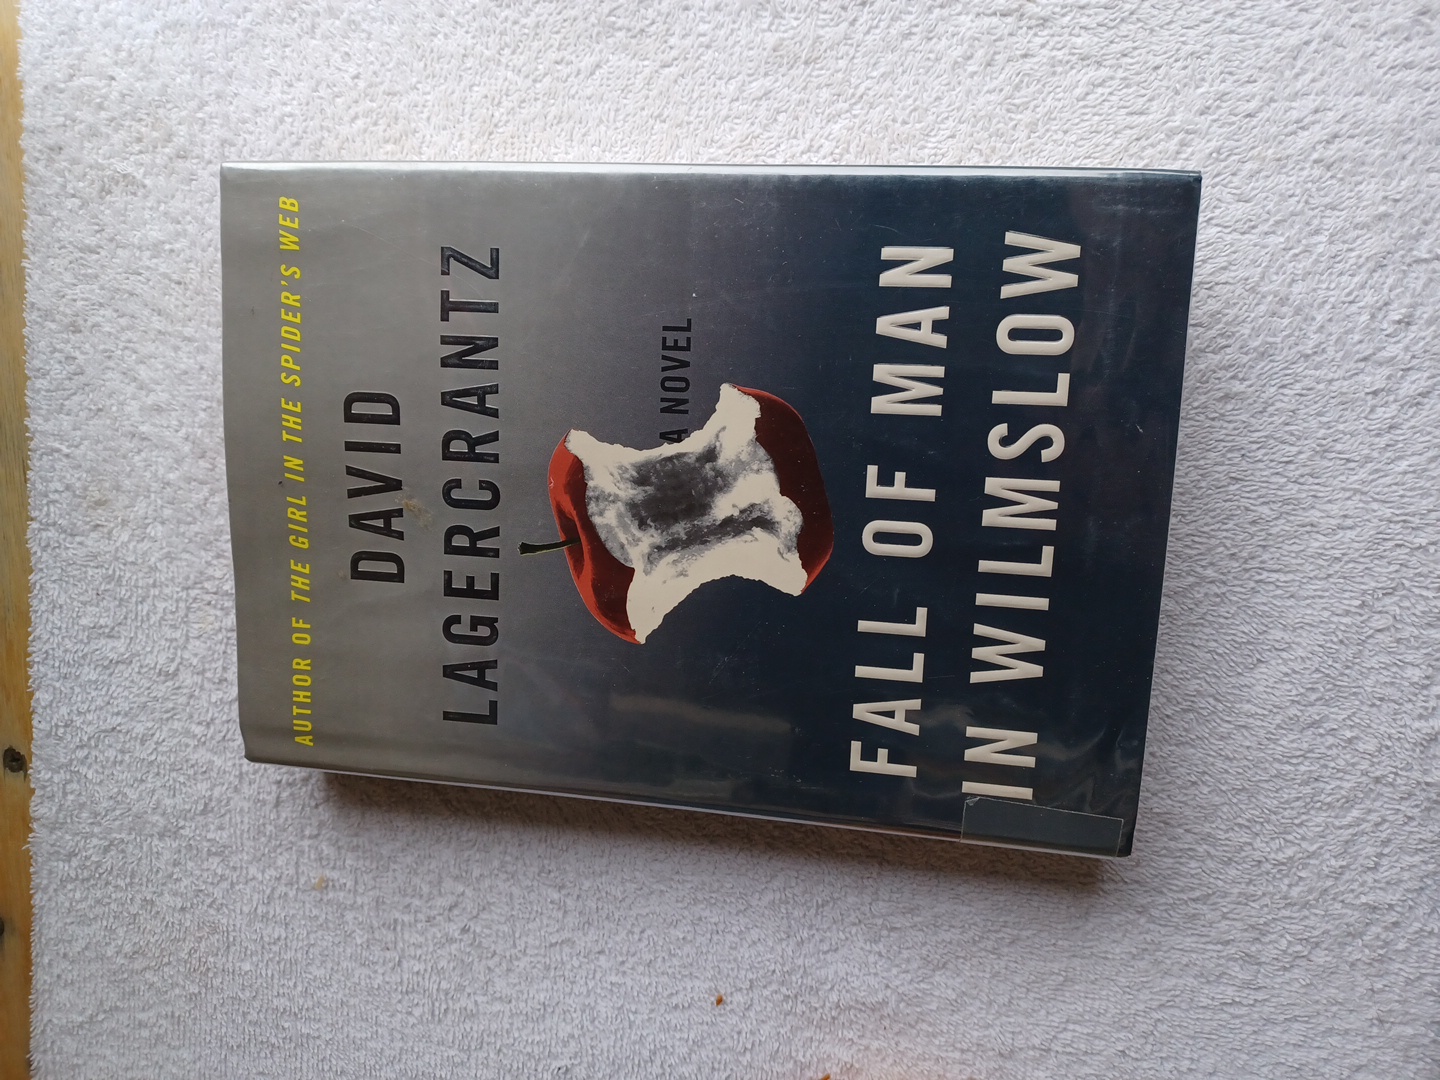 AUTHOR OF THE GIRL IN THE SPIDER'S WEB
DAVID
LAGERCRANTZ
A NOVEL
FALL OF MAN
IN WILMSLOW